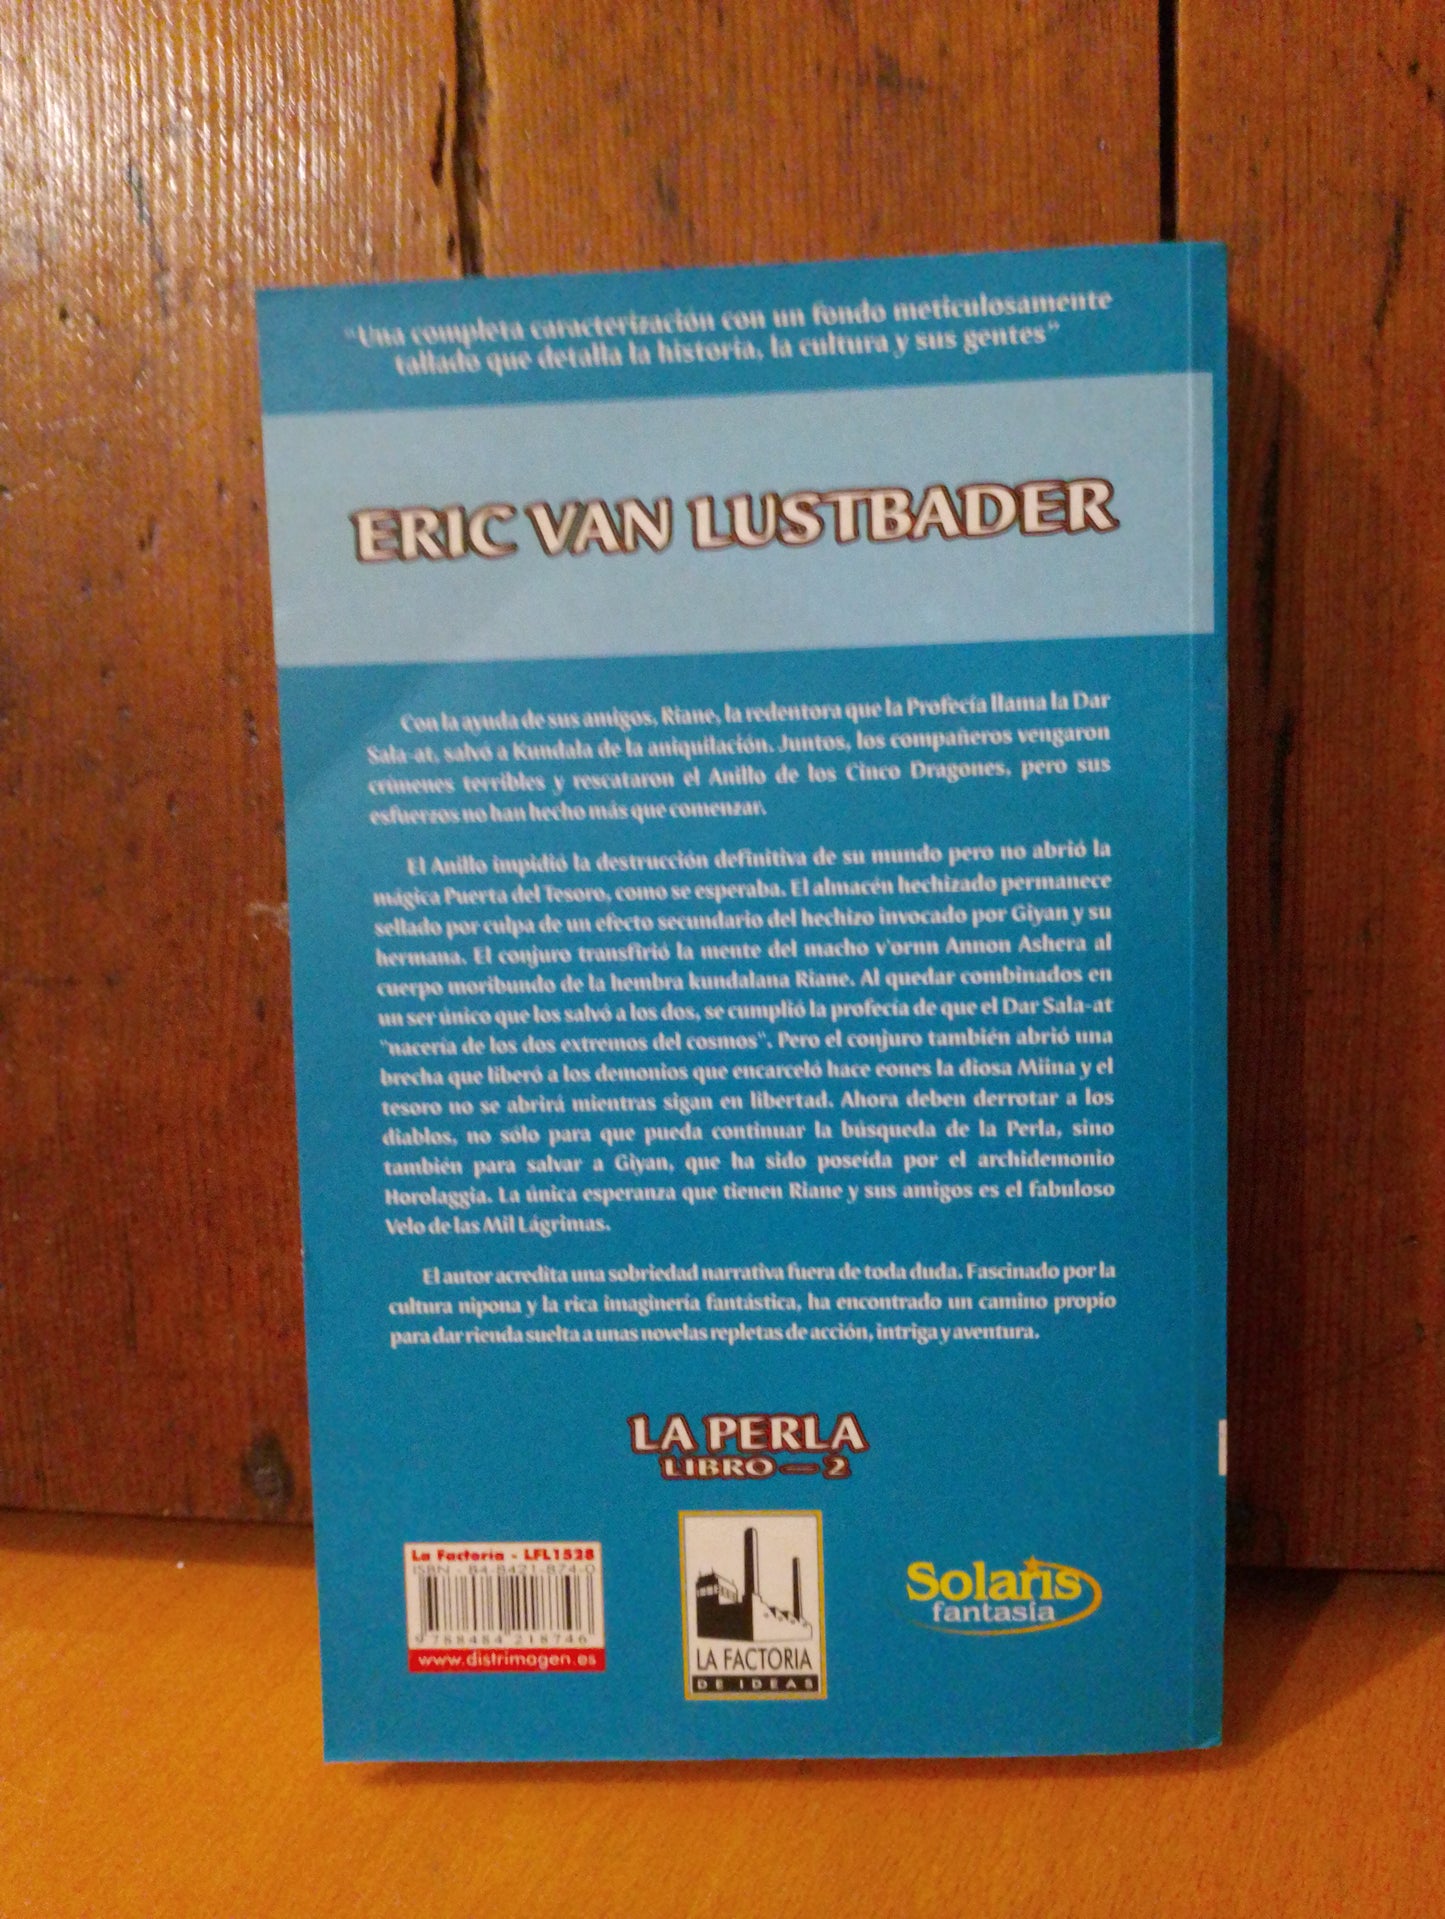 "Una completa caracterización con un fondo meticulosamente
tallado que detalla la historia, la cultura y sus gentes"
ERIC VAN LUSTBADER
Con la ayuda de sus amigos, Riane, la redentora que la Profecía llama la Dar
Sala-at, salvó a Kundala de la aniquilación. Juntos, los compañeros vengaron
crímenes terribles y rescataron el Anillo de los Cinco Dragones, pero sus
esfuerzos no han hecho más que comenzar.
El Anillo impidió la destrucción definitiva de su mundo pero no abrió la
mágica Puerta del Tesoro, como se esperaba. El almacén hechizado permanece
sellado por culpa de un efecto secundario del hechizo invocado por Giyan y su
hermana. El conjuro transfirió la mente del macho v'ornn Annon Ashera al
cuerpo moribundo de la hembra kundalana Riane. Al quedar combinados en
un ser único que los salvó a los dos, se cumplió la profecía de que el Dar Sala-at
"nacería de los dos extremos del cosmos". Pero el conjuro también abrió una
brecha que liberó a los demonios que encarceló hace eones la diosa Miina y el
tesoro no se abrirá mientras sigan en libertad. Ahora deben derrotar a los
diablos, no sólo para que pueda continuar la búsqueda de la Perla, sino
también para salvar a Giyan, que ha sido poseída por el archidemonio
Horolaggia. La única esperanza que tienen Riane y sus amigos es el fabuloso
Velo de las Mil Lágrimas.
El autor acredita una sobriedad narrativa fuera de toda duda. Fascinado por la
cultura nipona y la rica imaginería fantástica, ha encontrado un camino propio
para dar rienda suelta a unas novelas repletas de acción, intriga y aventura.
LA PERLA
LIBRO — 2
La Factoría - LFL1528
ISBN - 84-8421-874-0
9 788484 218746
www.distrimagen.es
LA FACTORIA
DE IDEAS
Solaris
fantasía